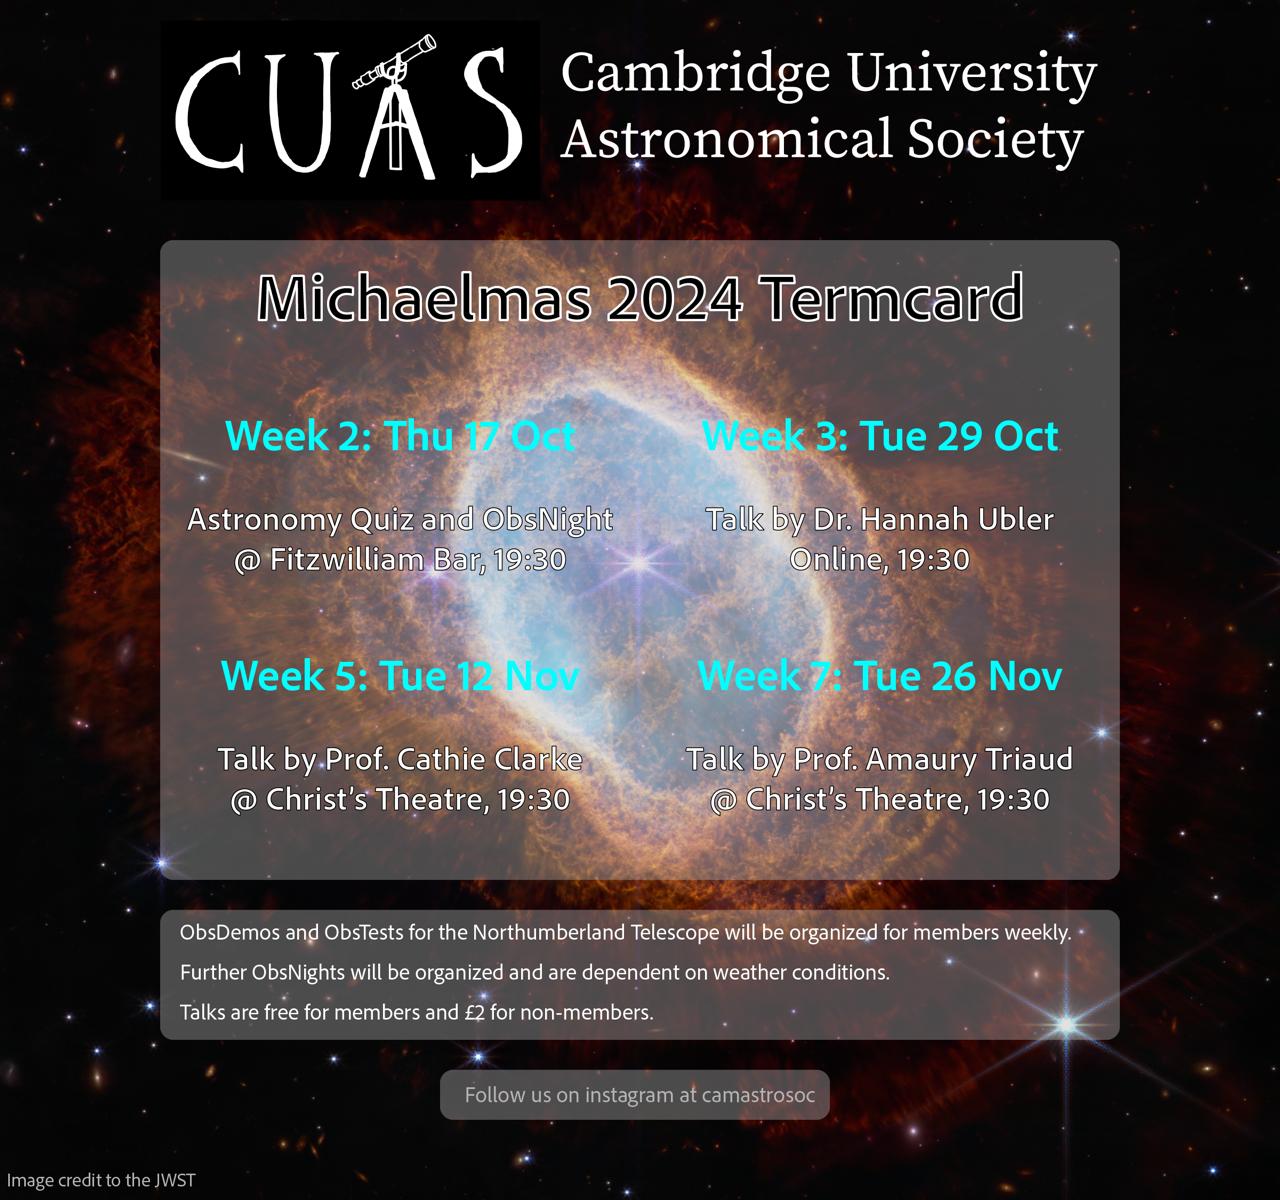 CUAS
Cambridge University
Astronomical Society
Michaelmas 2024 Termcard
Week 2: Thu 17 Oct
Astronomy Quiz and ObsNight
@ Fitzwilliam Bar, 19:30
Week 3: Tue 29 Oct
Talk by Dr. Hannah Ubler
Online, 19:30
Week 5: Tue 12 Nov
Talk by Prof. Cathie Clarke
@ Christ's Theatre, 19:30
Week 7: Tue 26 Nov
Talk by Prof. Amaury Triaud
@ Christ's Theatre, 19:30
ObsDemos and ObsTests for the Northumberland Telescope will be organized for members weekly.
Further ObsNights will be organized and are dependent on weather conditions.
Talks are free for members and £2 for non-members.
Follow us on instagram at camastrosoc
Image credit to the JWST